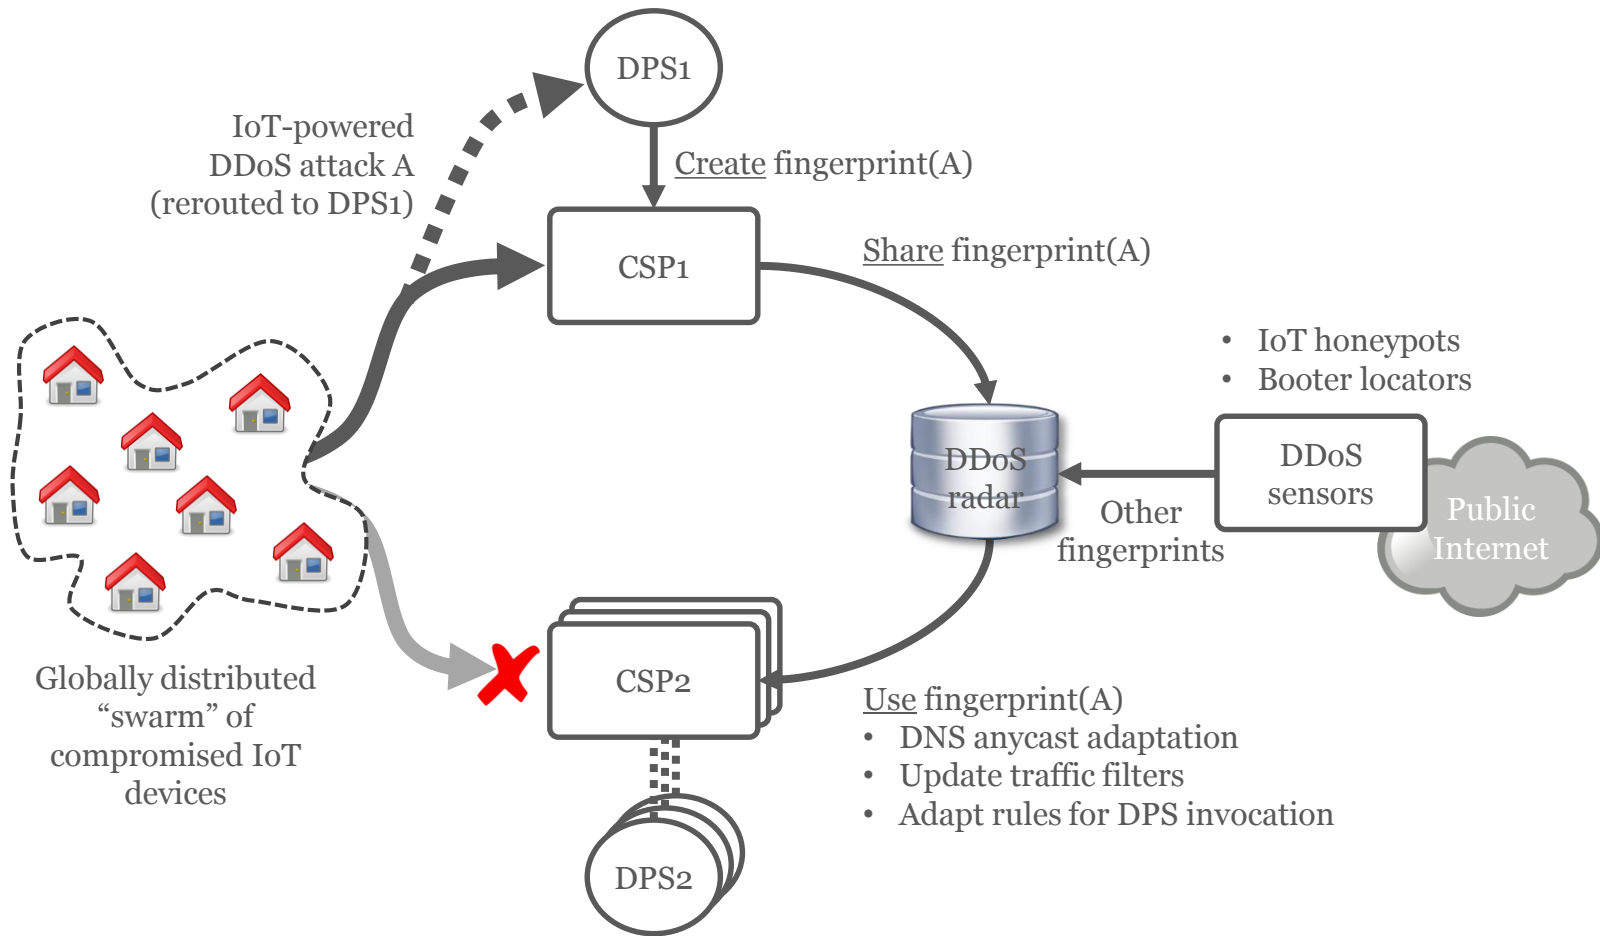 DPS1
IoT-powered
DDoS attack A
(rerouted to DPS1)
Create fingerprint(A)
CSP1
Share fingerprint(A)
• IoT honeypots
• Booter locators
DDoS
radar
DDoS
sensors
Other
fingerprints
Public
Internet
Globally distributed
“swarm” of
compromised IoT
devices
CSP2
Use fingerprint(A)
• DNS anycast adaptation
• Update traffic filters
• Adapt rules for DPS invocation
DPS2